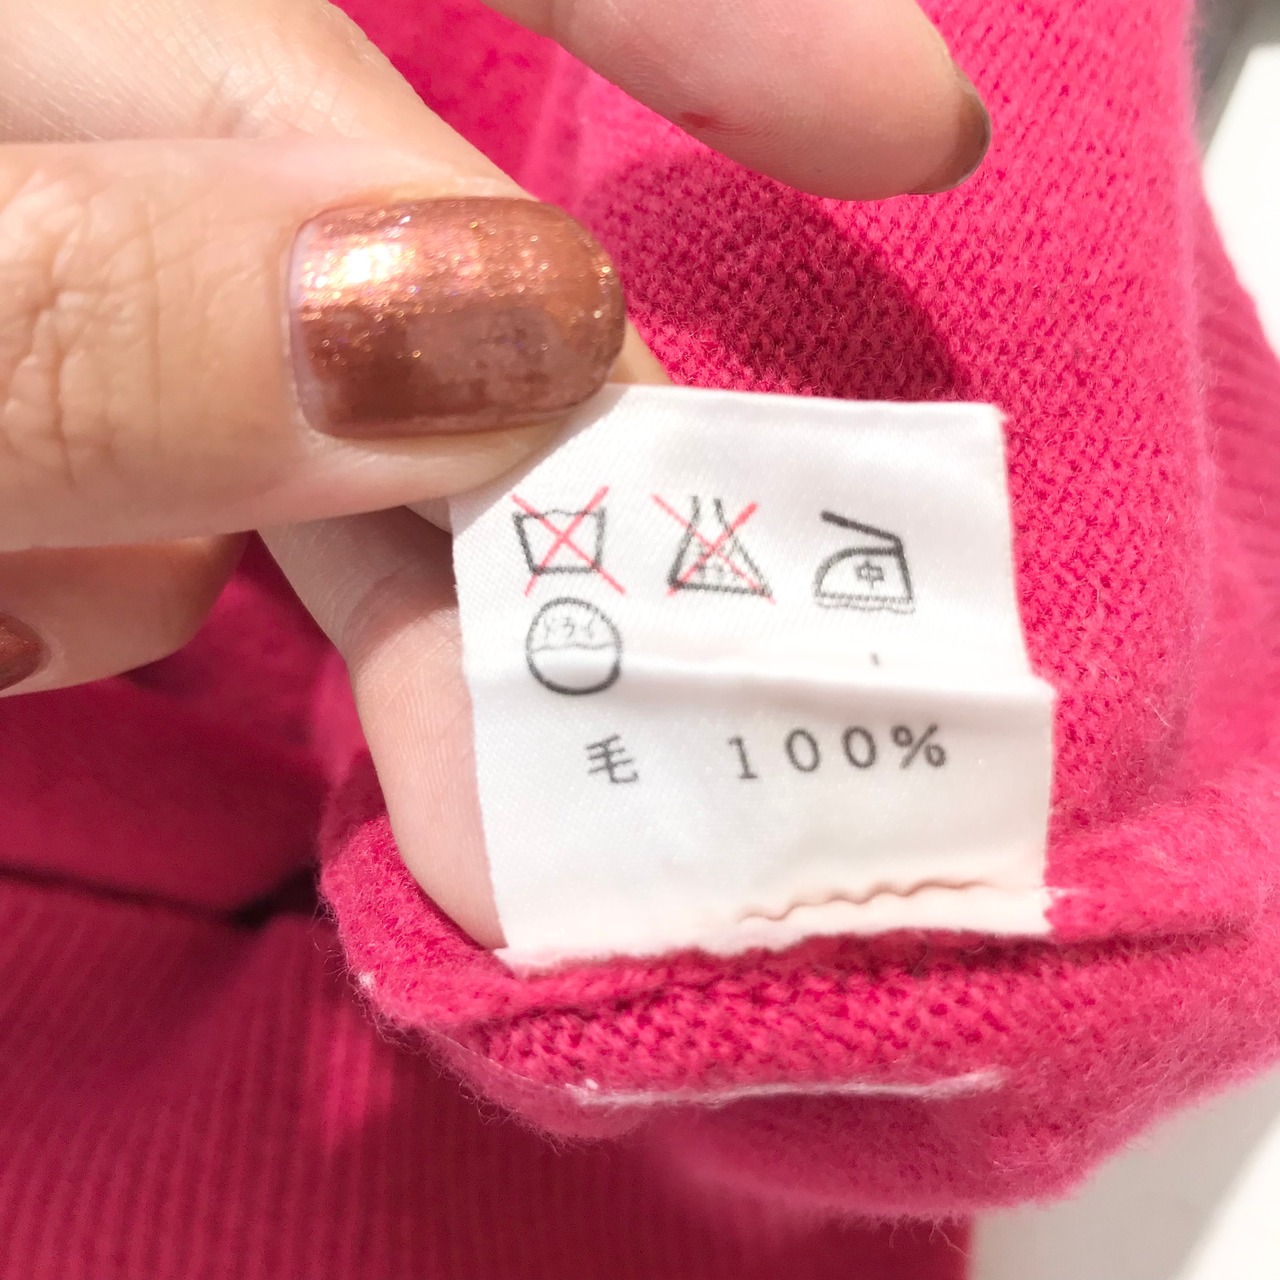 中
ドライ
毛 100%